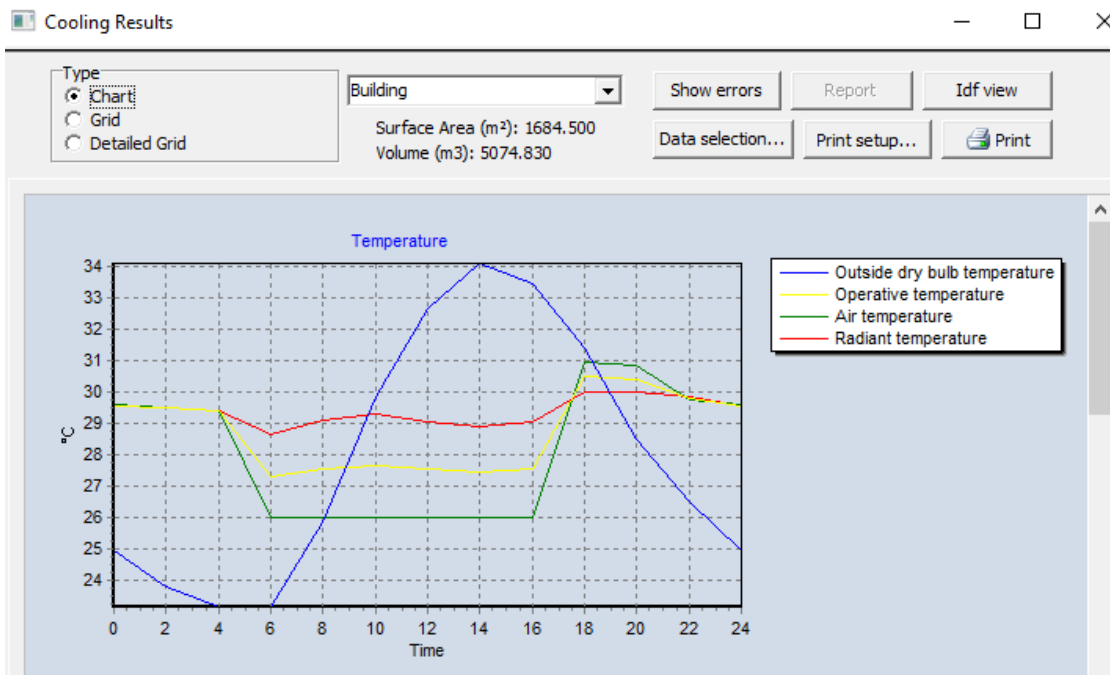 Cooling Results
Type
Chart
Grid
Detailed Grid
Building
Surface Area (m²): 1684.500
Volume (m3): 5074.830
Show errors
Report
Idf view
Data selection...
Print setup...
Print
Temperature
34
33
32
31
30
29
28
27
26
25
24
°C
0 2 4 6 8 10 12 14 16 18 20 22 24
Time
Outside dry bulb temperature
Operative temperature
Air temperature
Radiant temperature